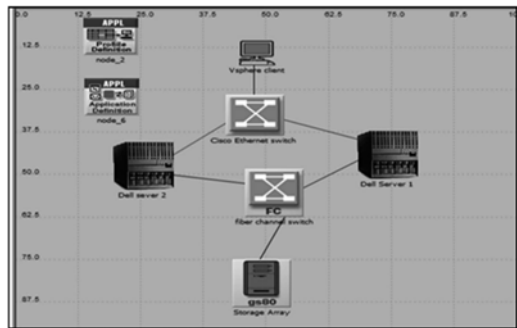 0.0 12.5 25.0 37.5 50.0 62.5 75.0 87.5 100.
12.5
25.0
37.5
50.0
62.5
75.0
87.5
APPL
Profile
Definition
node_2
Vsphere client
APPL
Application
Definition
node_6
Cisco Ethernet switch
Dell sever 2
Dell Server 1
FC
fiber channel switch
gs80
Storage Array